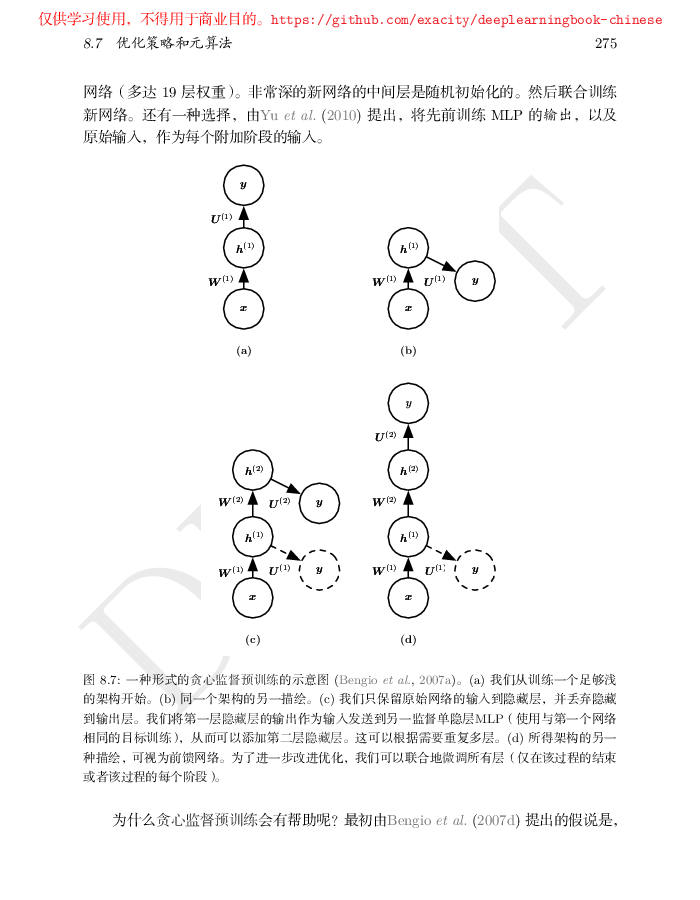 仅供学习使用，不得用于商业目的。https://github.com/exacity/deeplearningbook-chinese
8.7 优化策略和元算法 275
网络（多达 19 层权重）。非常深的新网络的中间层是随机初始化的。然后联合训练
新网络。还有一种选择，由Yu et al. (2010) 提出，将先前训练 MLP 的输出，以及
原始输入，作为每个附加阶段的输入。
y
U(1)
h(1)
W(1)
x
(a)
h(1)
W(1)
U(1)
y
x
(b)
h(2)
W(2)
U(2)
y
h(1)
W(1)
U(1)
y
x
(c)
y
U(2)
h(2)
W(2)
h(1)
W(1)
U(1)
y
x
(d)
图 8.7: 一种形式的贪心监督预训练的示意图 (Bengio et al., 2007a)。(a) 我们从训练一个足够浅
的架构开始。(b) 同一个架构的另一描绘。(c) 我们只保留原始网络的输入到隐藏层，并丢弃隐藏
到输出层。我们将第一层隐藏层的输出作为输入发送到另一监督单隐层MLP（使用与第一个网络
相同的目标训练），从而可以添加第二层隐藏层。这可以根据需要重复多层。(d) 所得架构的另一
种描绘，可视为前馈网络。为了进一步改进优化，我们可以联合地微调所有层（仅在该过程的结束
或者该过程的每个阶段）。
为什么贪心监督预训练会有帮助呢？最初由Bengio et al. (2007d) 提出的假说是，